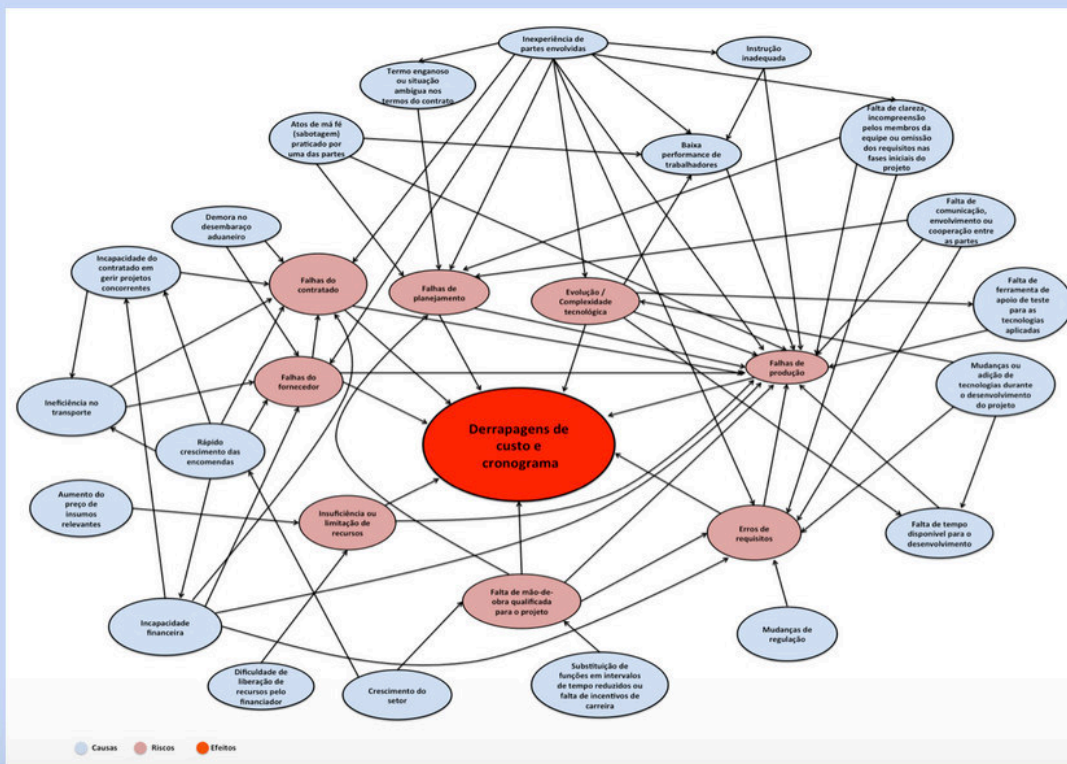 Inexperiência de
partes envolvidas
Instrução
inadequada
Termo enganoso
ou situação
ambígua nos
termos do contrato
Atos de má fé
(sabotagem)
praticado por
uma das partes
Baixa
performance de
trabalhadores
Falta de clareza,
incompreensão
pelos membros da
equipe ou omissão
dos requisitos nas
fases iniciais do
projeto
Demora no
desembaraço
aduaneiro
Falta de
comunicação,
envolvimento ou
cooperação entre
as partes
Incapacidade do
contratado em
gerir projetos
concorrentes
Falhas do
contratado
Falhas de
planejamento
Evolução /
Complexidade
tecnológica
Falta de
ferramenta de
apoio de teste
para as
tecnologias
aplicadas
Falhas do
fornecedor
Falhas de
produção
Mudanças ou
adição de
tecnologias durante
o desenvolvimento
do projeto
Ineficiência no
transporte
Rápido
crescimento das
encomendas
Derrapagens de
custo e
cronograma
Aumento do
preço de
insumos
relevantes
Insuficiência ou
limitação de
recursos
Erros de
requisitos
Falta de tempo
disponível para o
desenvolvimento
Incapacidade
financeira
Falta de mão-de-
obra qualificada
para o projeto
Mudanças de
regulação
Dificuldade de
liberação de
recursos pelo
financiador
Crescimento do
setor
Substituição de
funções em intervalos
de tempo reduzidos ou
falta de incentivos de
carreira
Causas Riscos Efeitos